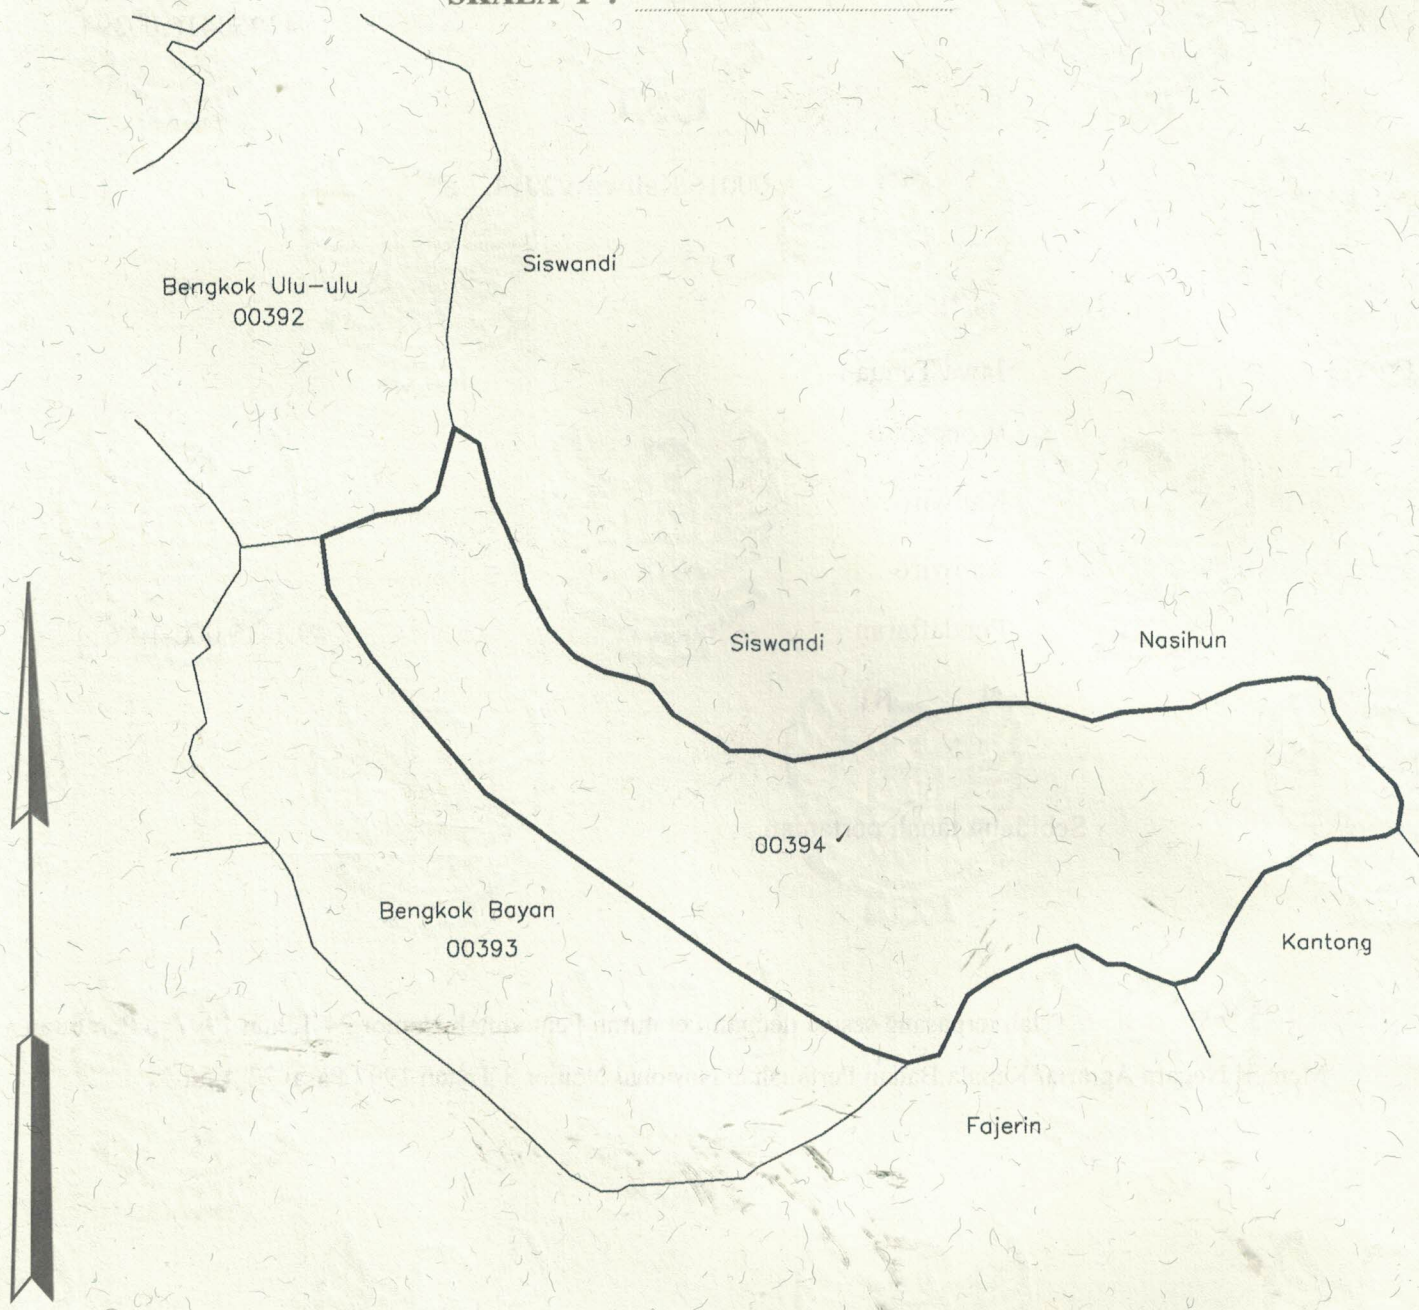 SKALA 1 :
Siswandi
Bengkok Ulu-ulu
00392
Siswandi
Nasihun
00394 ✓
Bengkok Bayan
00393
Kantong
Fajerin